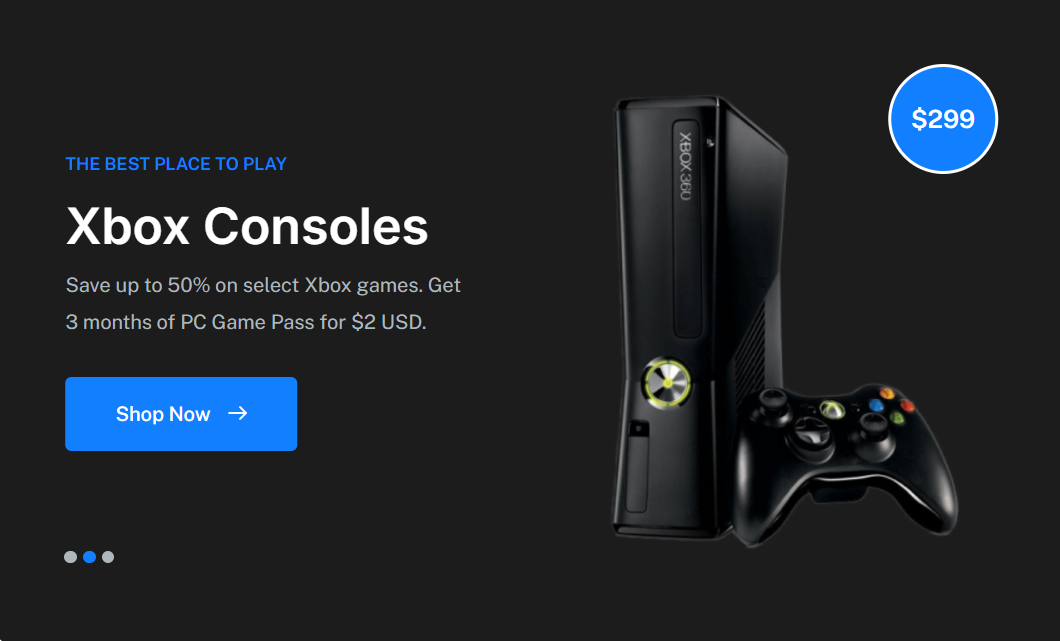 THE BEST PLACE TO PLAY
Xbox Consoles
Save up to 50% on select Xbox games. Get
3 months of PC Game Pass for $2 USD.
Shop Now
$299
XBOX 360